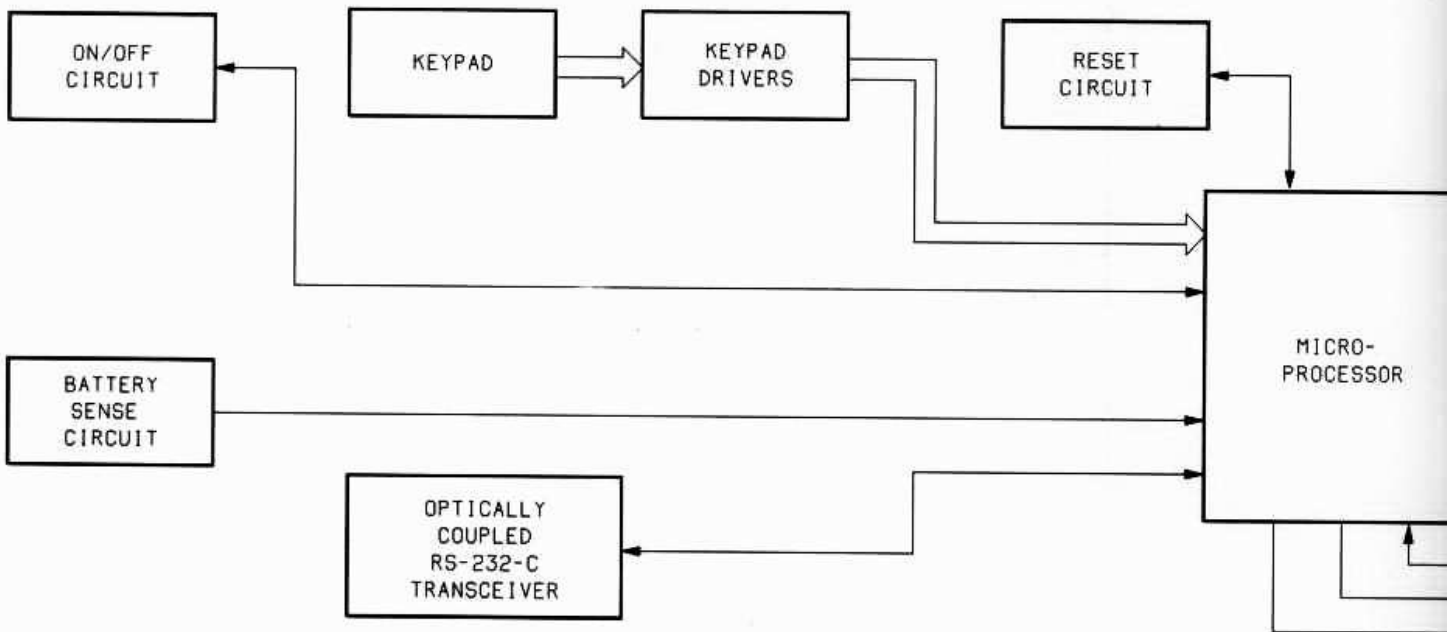 ON/OFF
CIRCUIT
KEYPAD
KEYPAD
DRIVERS
RESET
CIRCUIT
MICRO-
PROCESSOR
BATTERY
SENSE
CIRCUIT
OPTICALLY
COUPLED
RS-232-C
TRANSCEIVER